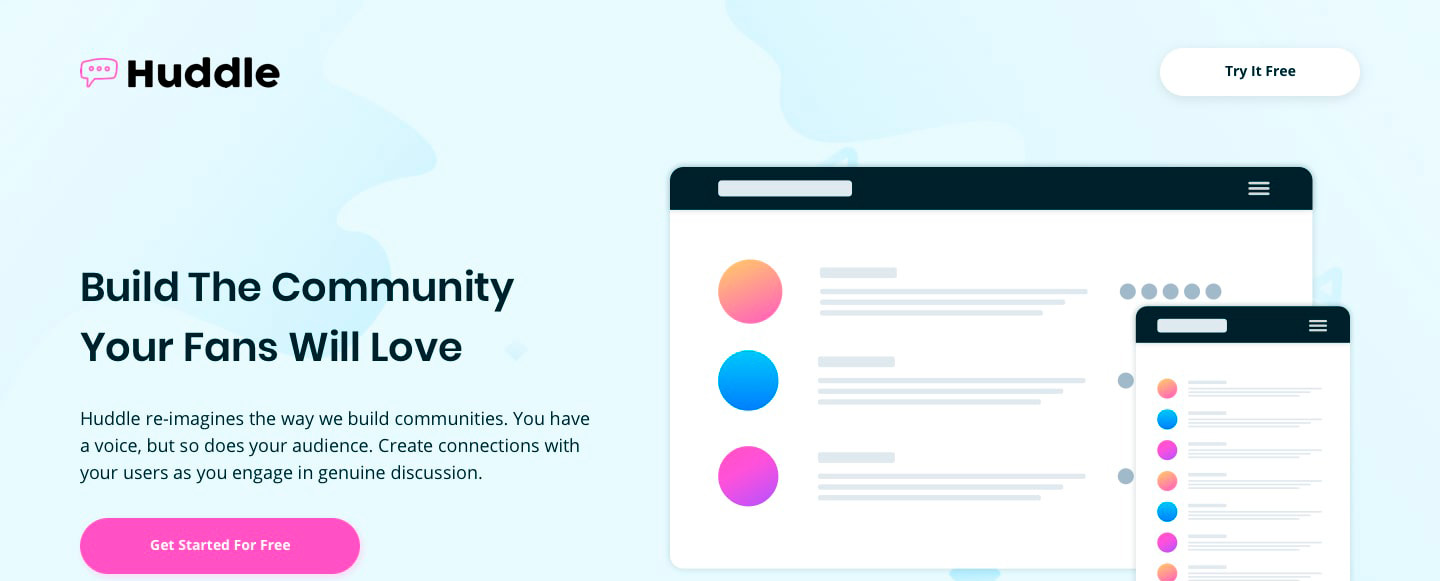 Huddle
Try It Free
Build The Community
Your Fans Will Love
Huddle re-imagines the way we build communities. You have
a voice, but so does your audience. Create connections with
your users as you engage in genuine discussion.
Get Started For Free